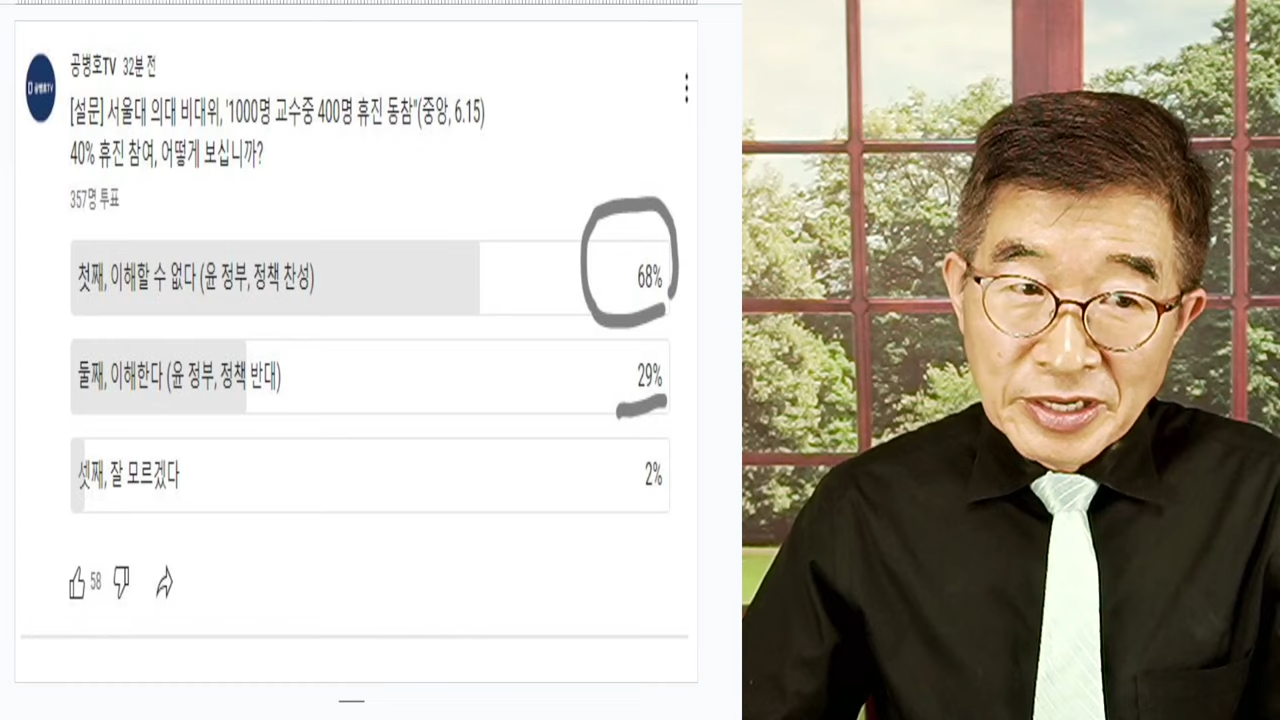 공병호TV
공병호TV 32분 전
[설문] 서울대 의대 비대위, '1000명 교수중 400명 휴진 동참"(중앙, 6.15)
40% 휴진 참여, 어떻게 보십니까?
357명 투표
첫째, 이해할 수 없다 (윤 정부, 정책 찬성) 68%
둘째, 이해한다 (윤 정부, 정책 반대) 29%
셋째, 잘 모르겠다 2%
58